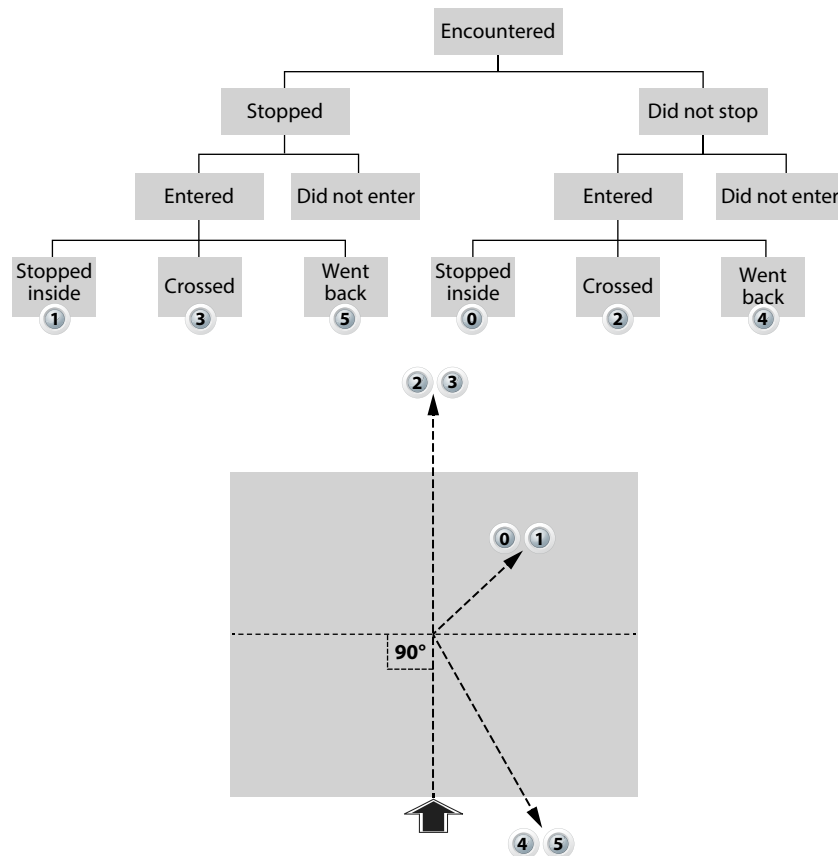 Encountered
Stopped
Did not stop
Entered
Did not enter
Entered
Did not enter
Stopped
inside
1
Crossed
3
Went
back
5
Stopped
inside
0
Crossed
2
Went
back
4
2 3
0 1
90°
4 5